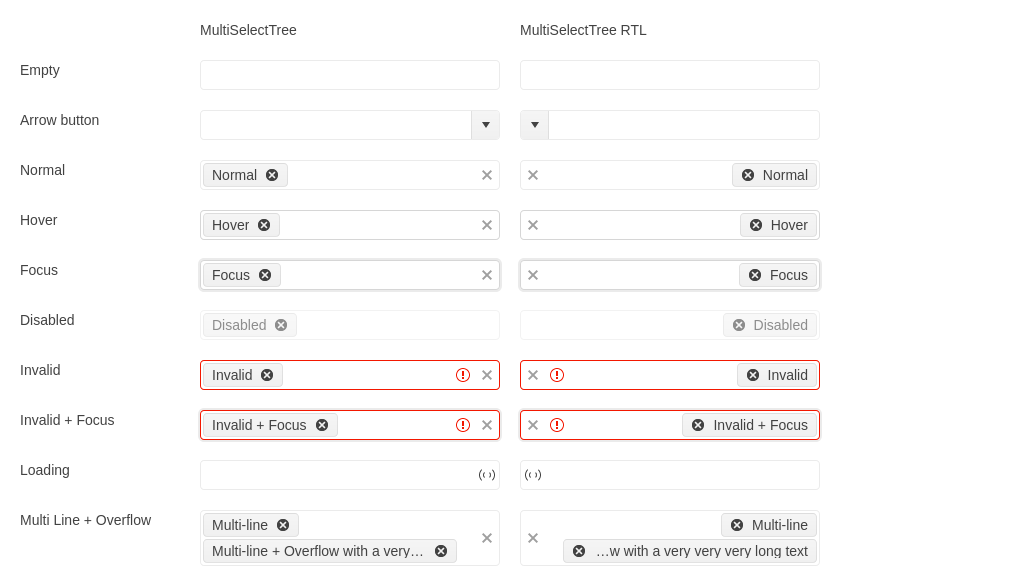 MultiSelectTree MultiSelectTree RTL
Empty
Arrow button
Normal Normal Normal
Hover Hover Hover
Focus Focus Focus
Disabled Disabled Disabled
Invalid Invalid Invalid
Invalid + Focus Invalid + Focus Invalid + Focus
Loading
Multi Line + Overflow Multi-line Multi-line
Multi-line + Overflow with a very… …w with a very very very long text